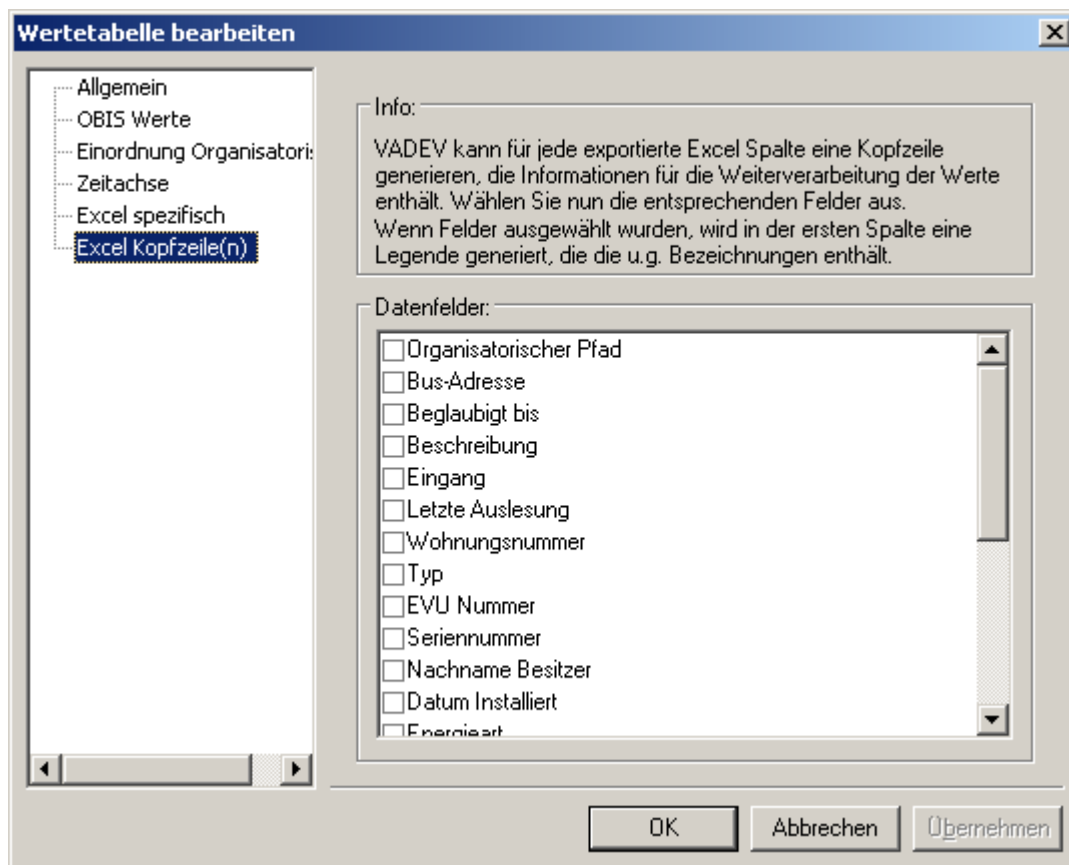 Wertetabelle bearbeiten
Allgemein
OBIS Werte
Einordnung Organisatoris
Zeitachse
Excel spezifisch
Excel Kopfzeile(n)
Info:
VADEV kann für jede exportierte Excel Spalte eine Kopfzeile
generieren, die Informationen für die Weiterverarbeitung der Werte
enthält. Wählen Sie nun die entsprechenden Felder aus.
Wenn Felder ausgewählt wurden, wird in der ersten Spalte eine
Legende generiert, die die u.g. Bezeichnungen enthält.
Datenfelder:
Organisatorischer Pfad
Bus-Adresse
Beglaubigt bis
Beschreibung
Eingang
Letzte Auslesung
Wohnungsnummer
Typ
EVU Nummer
Seriennummer
Nachname Besitzer
Datum Installiert
Energieart
OK Abbrechen Übernehmen